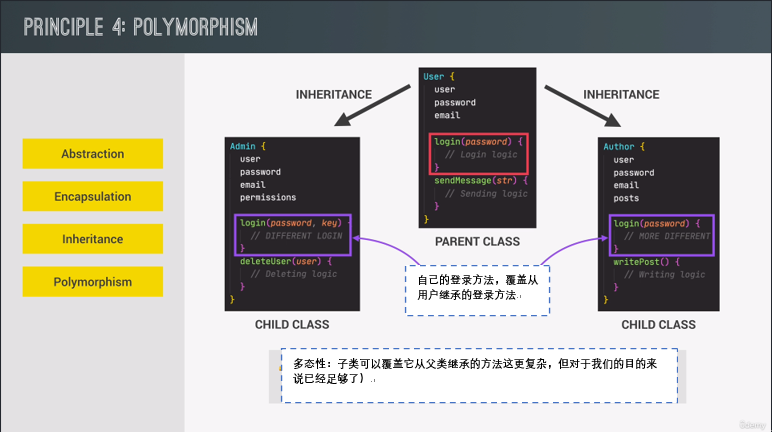 PRINCIPLE 4: POLYMORPHISM
Abstraction
Encapsulation
Inheritance
Polymorphism
INHERITANCE
INHERITANCE
User {
user
password
email
login(password) {
// Login logic
}
sendMessage(str) {
// Sending logic
}
}
PARENT CLASS
Admin {
user
password
email
permissions
login(password, key) {
// DIFFERENT LOGIN
}
deleteUser(user) {
// Deleting logic
}
}
CHILD CLASS
Author {
user
password
email
posts
login(password) {
// MORE DIFFERENT
}
writePost() {
// Writing logic
}
}
CHILD CLASS
自己的登录方法，覆盖从
用户继承的登录方法.
多态性：子类可以覆盖它从父类继承的方法这更复杂，但对于我们的目的来
说已经足够了）.
Udemy